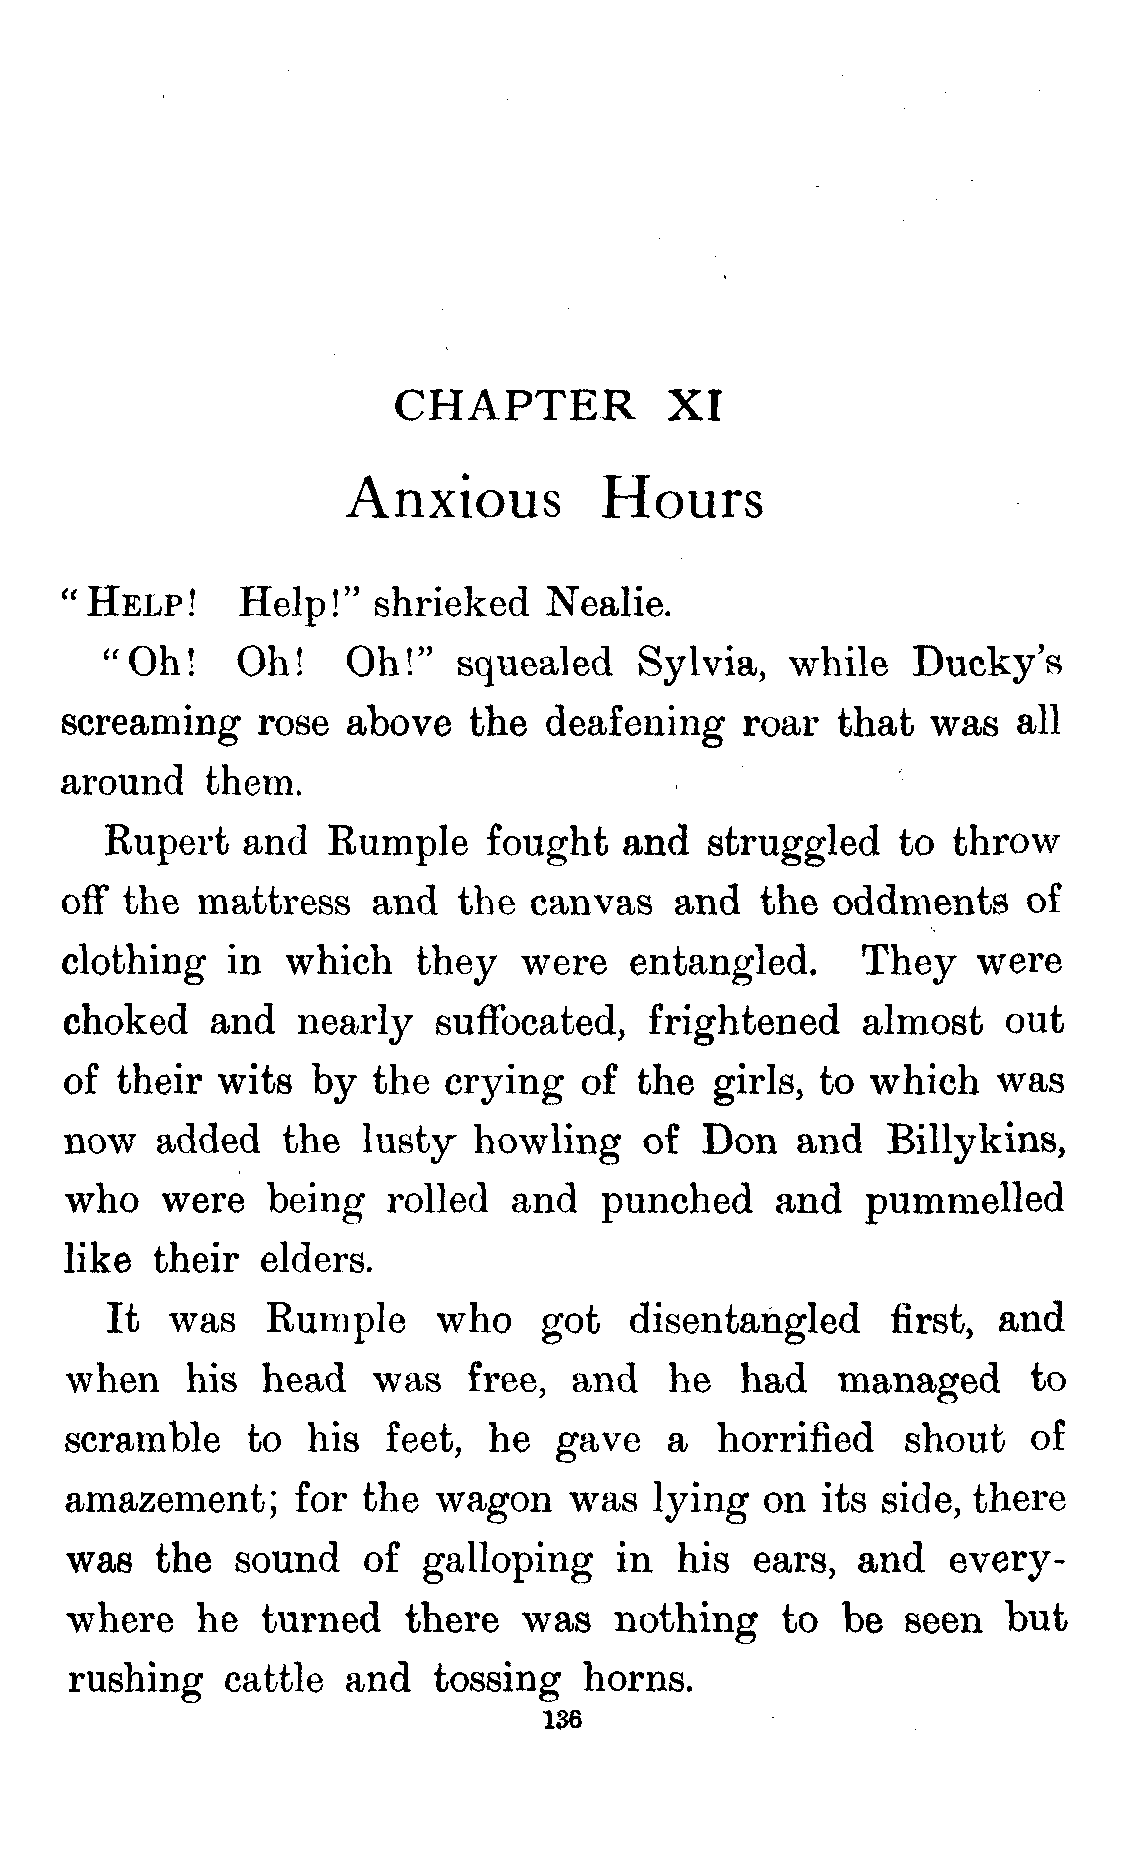 CHAPTER XI
Anxious Hours
“HELP! Help!” shrieked Nealie.
“Oh! Oh! Oh!” squealed Sylvia, while Ducky’s
screaming rose above the deafening roar that was all
around them.
Rupert and Rumple fought and struggled to throw
off the mattress and the canvas and the oddments of
clothing in which they were entangled. They were
choked and nearly suffocated, frightened almost out
of their wits by the crying of the girls, to which was
now added the lusty howling of Don and Billykins,
who were being rolled and punched and pummelled
like their elders.
It was Rumple who got disentangled first, and
when his head was free, and he had managed to
scramble to his feet, he gave a horrified shout of
amazement; for the wagon was lying on its side, there
was the sound of galloping in his ears, and every-
where he turned there was nothing to be seen but
rushing cattle and tossing horns.
136